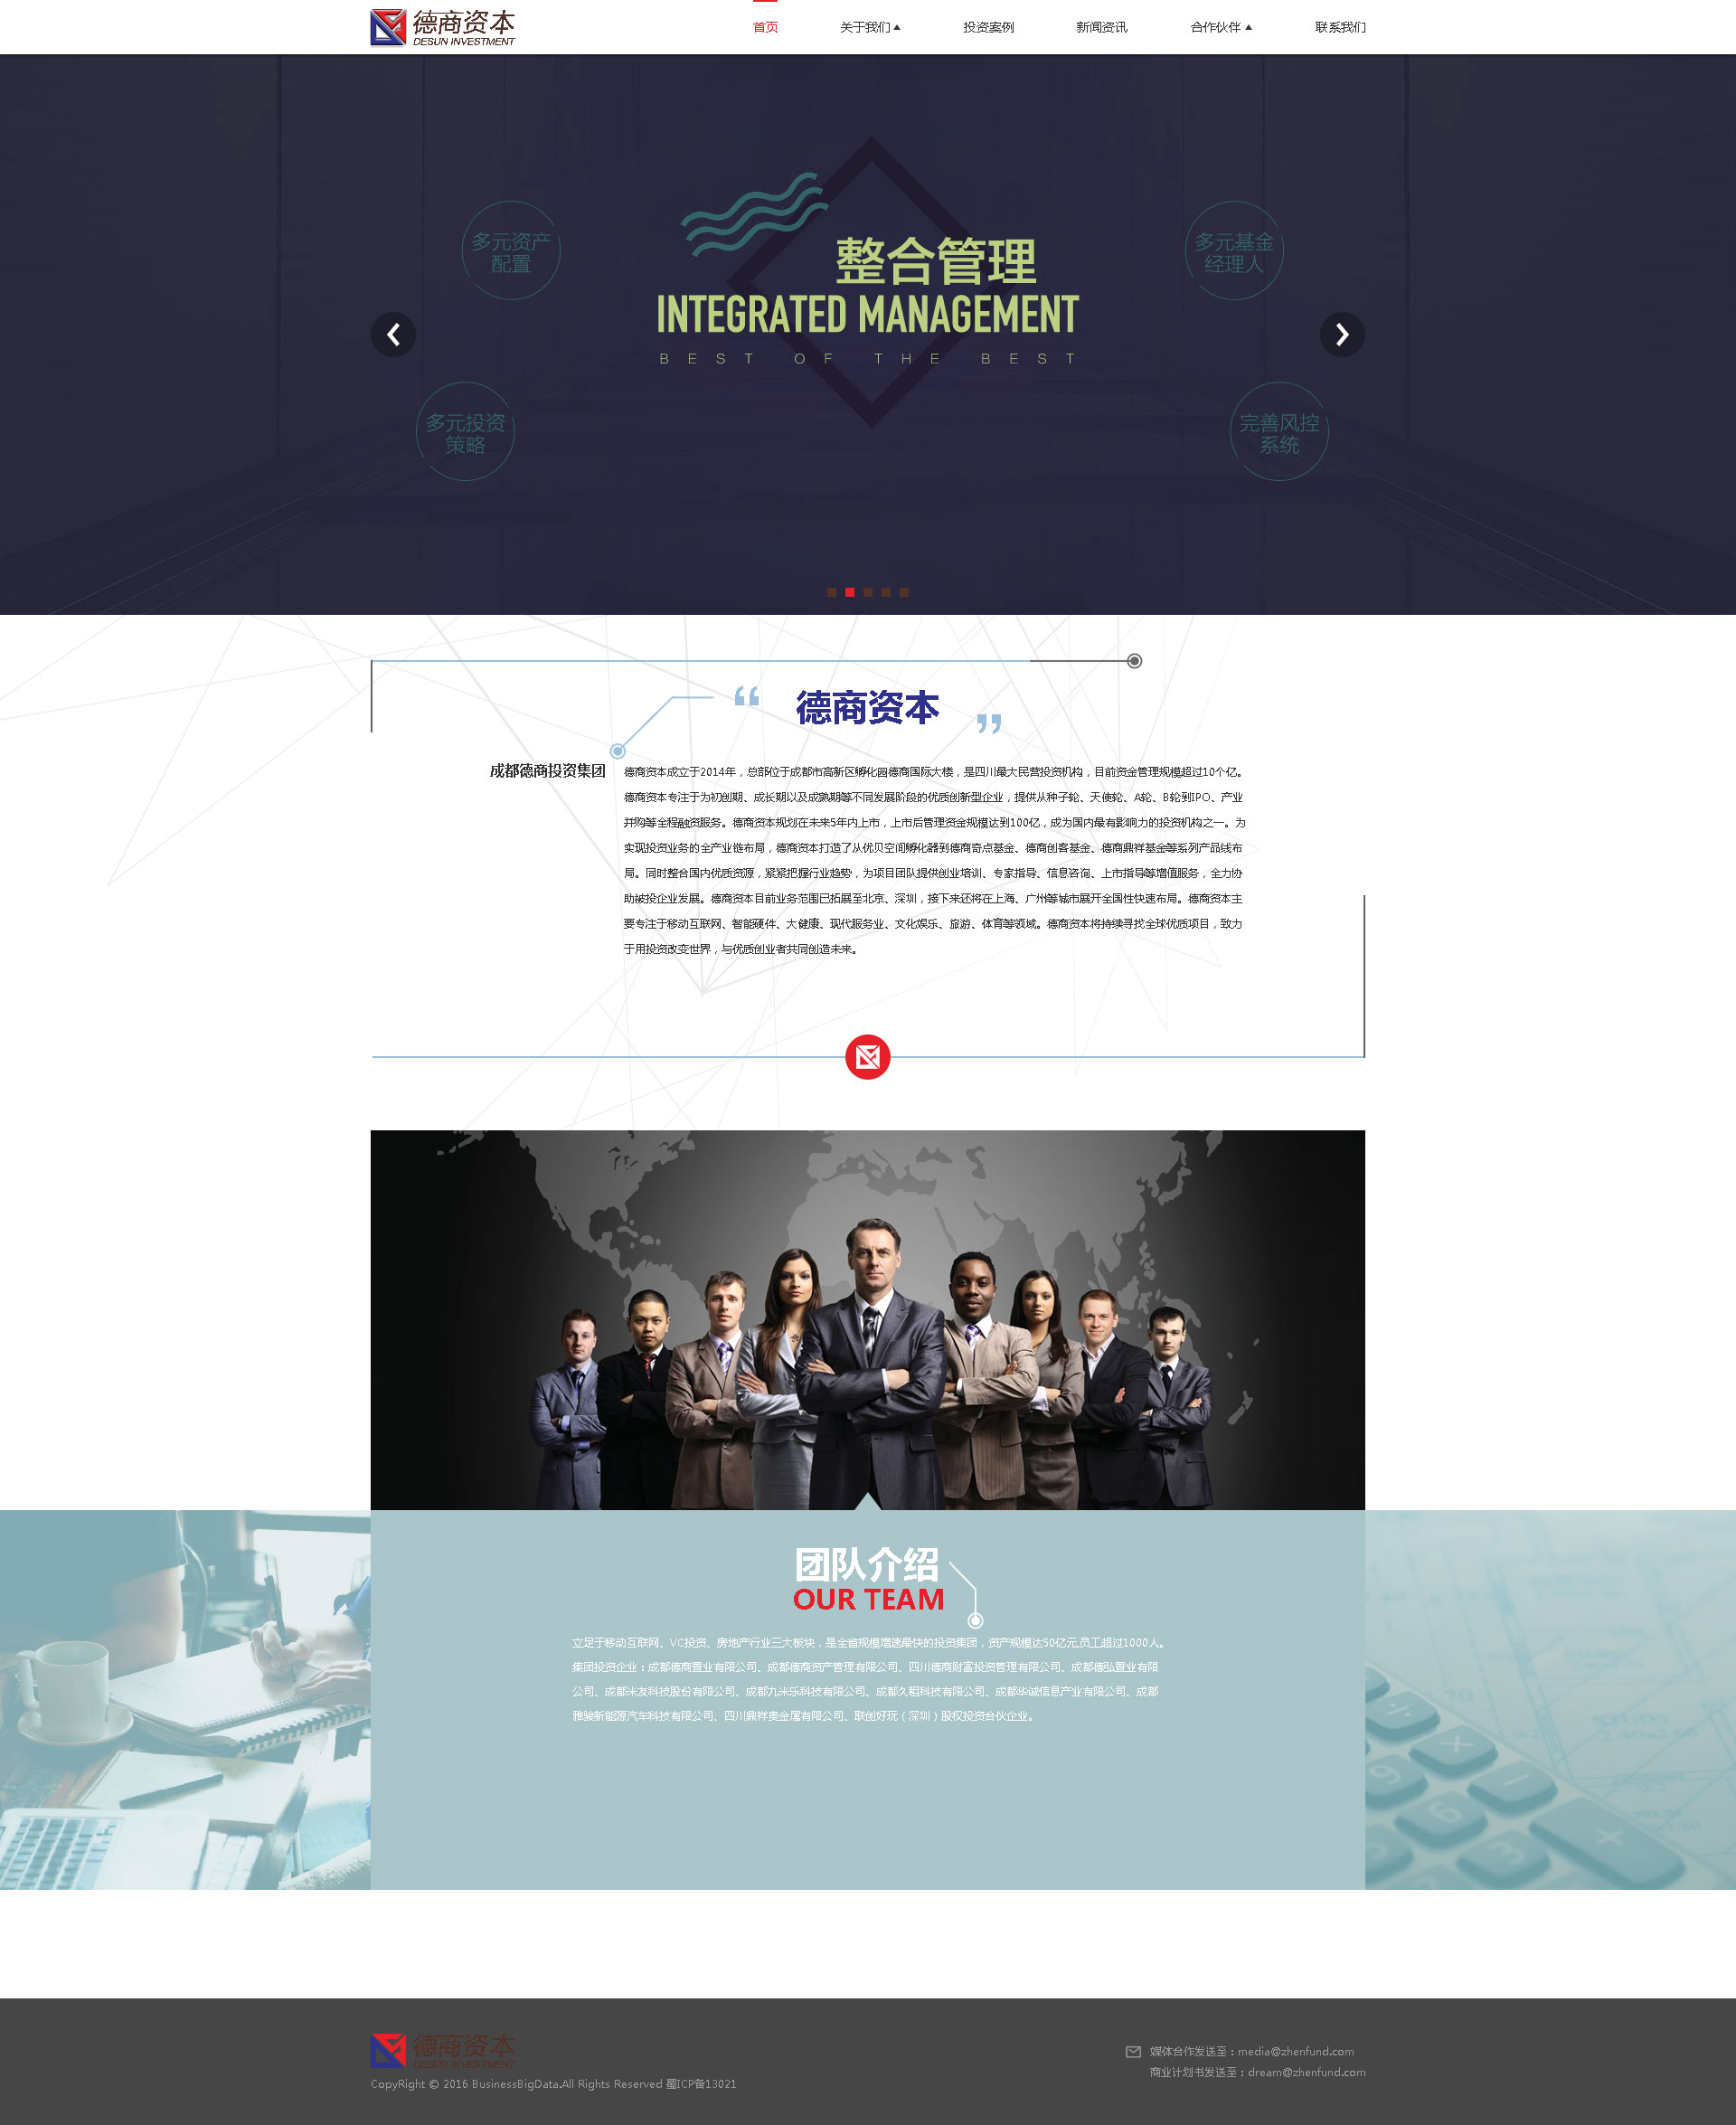 德商资本
DESUN INVESTMENT
首页
关于我们
投资案例
新闻资讯
合作伙伴
联系我们
多元资产
配置
多元基金
经理人
整合管理
INTEGRATED MANAGEMENT
BEST OF THE BEST
多元投资
策略
完善风控
系统
“ 德商资本 ”
成都德商投资集团
德商资本成立于2014年，总部位于成都市高新区孵化园德商国际大楼，是四川最大民营投资机构，目前资金管理规模超过10个亿。
德商资本专注于为初创期、成长期以及成熟期等不同发展阶段的优质创新型企业，提供从种子轮、天使轮、A轮、B轮到IPO、产业
并购等全程融资服务。德商资本规划在未来5年内上市，上市后管理资金规模达到100亿，成为国内最有影响力的投资机构之一。为
实现投资业务的全产业链布局，德商资本打造了从优贝空间孵化器到德商奇点基金、德商创客基金、德商鼎祥基金等系列产品线布
局。同时整合国内优质资源，紧紧把握行业趋势，为项目团队提供创业培训、专家指导、信息咨询、上市指导等增值服务，全力协
助被投企业发展。德商资本目前业务范围已拓展至北京、深圳，接下来还将在上海、广州等城市展开全国性快速布局。德商资本主
要专注于移动互联网、智能硬件、大健康、现代服务业、文化娱乐、旅游、体育等领域。德商资本将持续寻找全球优质项目，致力
于用投资改变世界，与优质创业者共同创造未来。
团队介绍
OUR TEAM
立足于移动互联网、VC投资、房地产行业三大板块，是全省规模增速最快的投资集团，资产规模达50亿元,员工超过1000人。
集团投资企业：成都德商置业有限公司、成都德商资产管理有限公司、四川德商财富投资管理有限公司、成都德弘置业有限
公司、成都米友科技股份有限公司、成都九米乐科技有限公司、成都久租科技有限公司、成都华诚信息产业有限公司、成都
雅骏新能源汽车科技有限公司、四川鼎祥贵金属有限公司、联创好玩（深圳）股权投资合伙企业。
德商资本
DESUN INVESTMENT
CopyRight © 2016 BusinessBigData.All Rights Reserved 蜀ICP备13021
媒体合作发送至：media@zhenfund.com
商业计划书发送至：dream@zhenfund.com